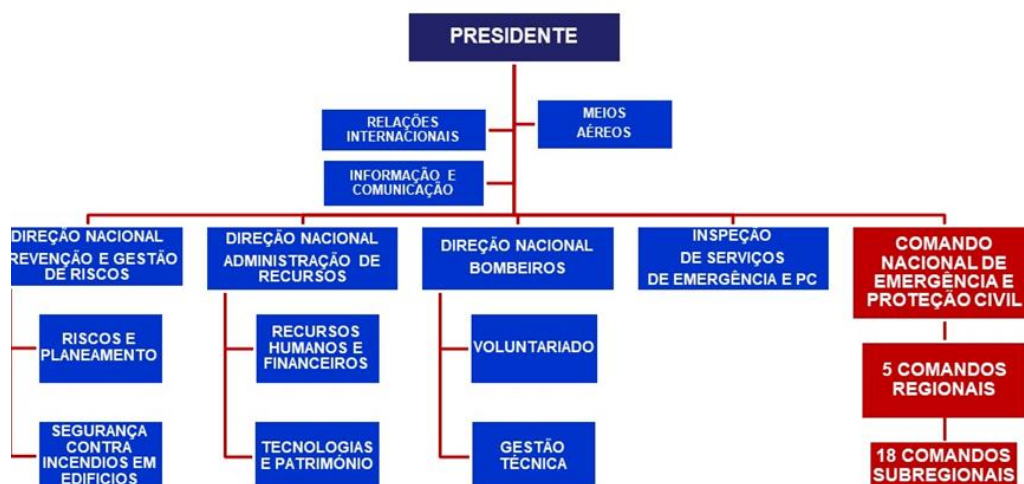 PRESIDENTE
RELAÇÕES
INTERNACIONAIS
MEIOS
AÉREOS
INFORMAÇÃO E
COMUNICAÇÃO
DIREÇÃO NACIONAL
REVENÇÃO E GESTÃO
DE RISCOS
RISCOS E
PLANEAMENTO
SEGURANÇA
CONTRA
INCENDIOS EM
EDIFICIOS
DIREÇÃO NACIONAL
ADMINISTRAÇÃO DE
RECURSOS
RECURSOS
HUMANOS E
FINANCEIROS
TECNOLOGIAS
E PATRIMÓNIO
DIREÇÃO NACIONAL
BOMBEIROS
VOLUNTARIADO
GESTÃO
TÉCNICA
INSPEÇÃO
DE SERVIÇOS
DE EMERGÊNCIA E PC
COMANDO
NACIONAL DE
EMERGÊNCIA E
PROTEÇÃO CIVIL
5 COMANDOS
REGIONAIS
18 COMANDOS
SUBREGIONAIS